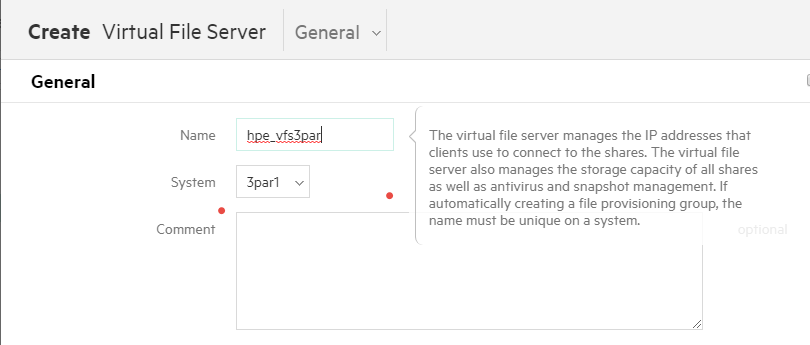 Create Virtual File Server General
General
Name hpe_vfs3par
The virtual file server manages the IP addresses that
clients use to connect to the shares. The virtual file
server also manages the storage capacity of all shares
as well as antivirus and snapshot management. If
automatically creating a file provisioning group, the
name must be unique on a system.
System 3par1
Comment optional